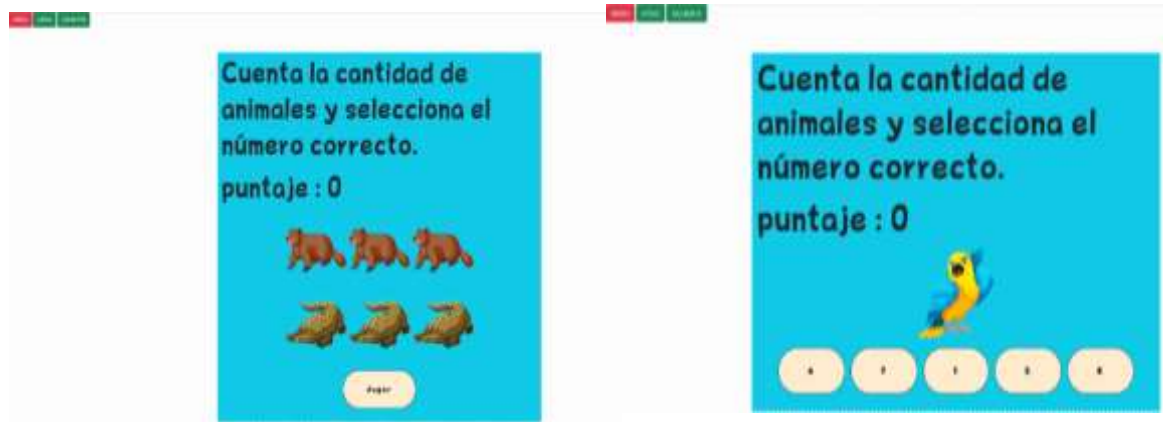 Cuenta la cantidad de
animales y selecciona el
número correcto.
puntaje : 0
Jugar
Cuenta la cantidad de
animales y selecciona el
número correcto.
puntaje : 0